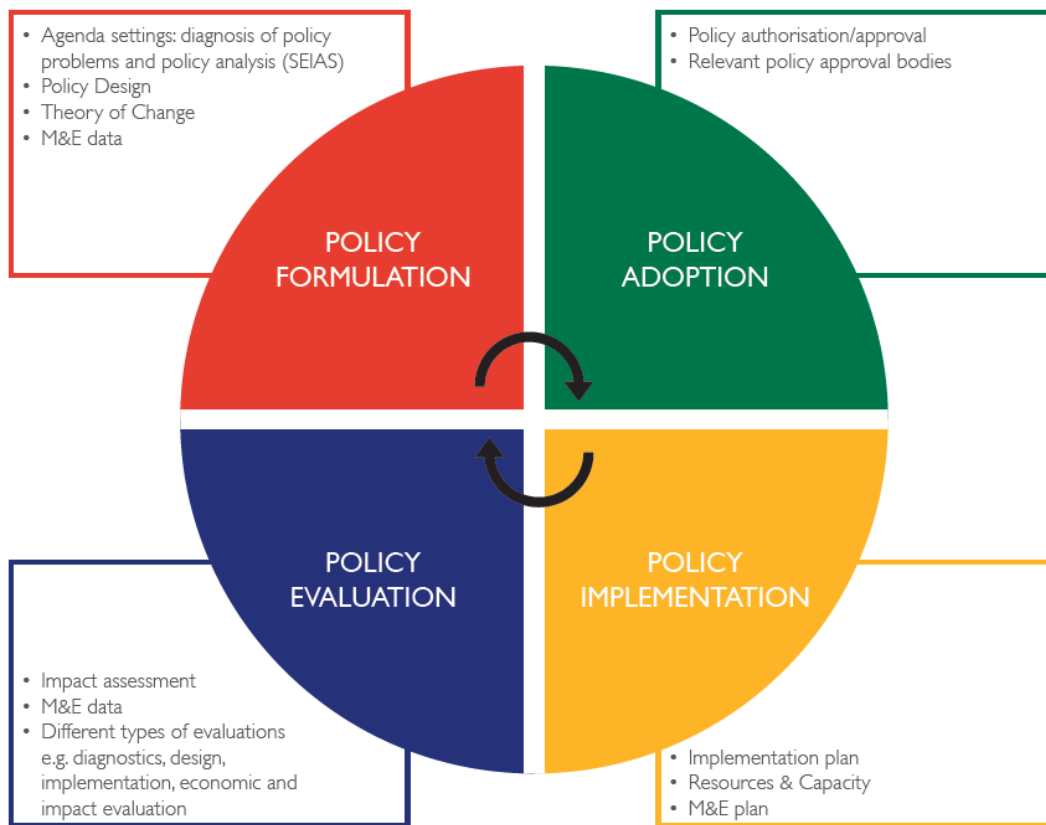 • Agenda settings: diagnosis of policy
problems and policy analysis (SEIAS)
• Policy Design
• Theory of Change
• M&E data
• Policy authorisation/approval
• Relevant policy approval bodies
POLICY
FORMULATION
POLICY
ADOPTION
POLICY
EVALUATION
POLICY
IMPLEMENTATION
• Impact assessment
• M&E data
• Different types of evaluations
e.g. diagnostics, design,
implementation, economic and
impact evaluation
• Implementation plan
• Resources & Capacity
• M&E plan